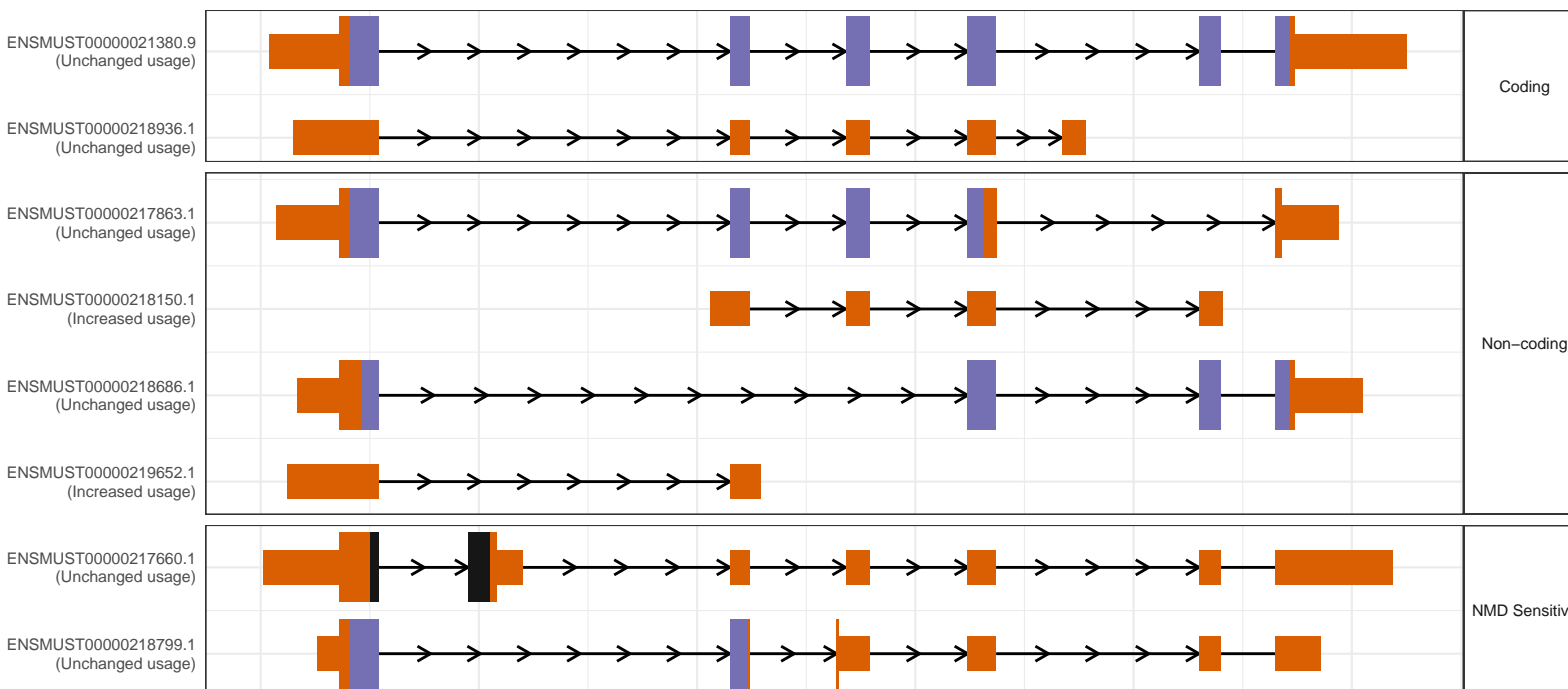 ENSMUST00000021380.9
(Unchanged usage)
ENSMUST00000218936.1
(Unchanged usage)
Coding
ENSMUST00000217863.1
(Unchanged usage)
ENSMUST00000218150.1
(Increased usage)
ENSMUST00000218686.1
(Unchanged usage)
ENSMUST00000219652.1
(Increased usage)
Non−coding
ENSMUST00000217660.1
(Unchanged usage)
ENSMUST00000218799.1
(Unchanged usage)
NMD Sensitiv